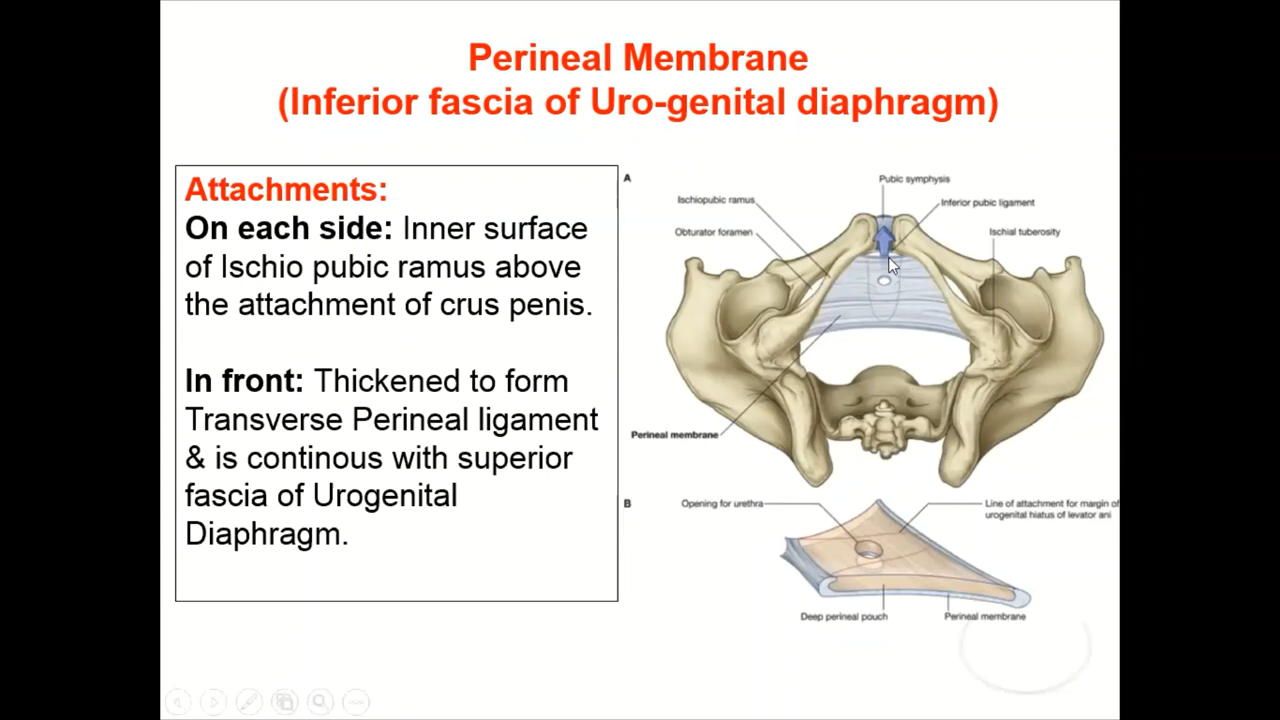 Perineal Membrane
(Inferior fascia of Uro-genital diaphragm)
Attachments:
On each side: Inner surface
of Ischio pubic ramus above
the attachment of crus penis.
In front: Thickened to form
Transverse Perineal ligament
& is continous with superior
fascia of Urogenital
Diaphragm.
A
Pubic symphysis
Ischiopubic ramus
Inferior pubic ligament
Obturator foramen
Ischial tuberosity
Perineal membrane
B
Opening for urethra
Line of attachment for margin of
urogenital hiatus of levator ani
Deep perineal pouch
Perineal membrane